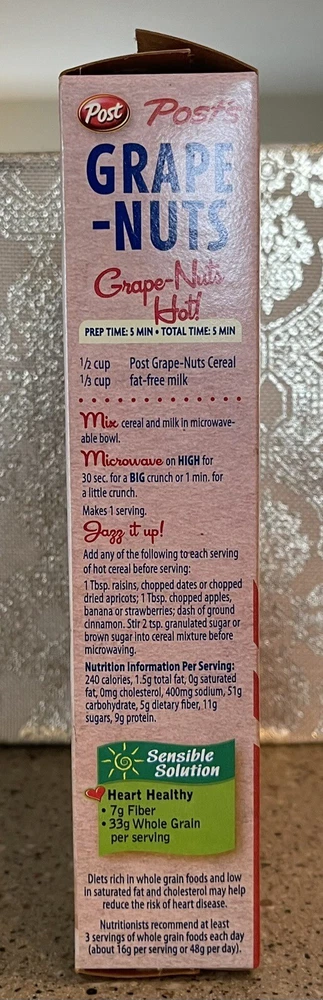 Post Post's
GRAPE
-NUTS
Grape-Nuts
Hot!
PREP TIME: 5 MIN • TOTAL TIME: 5 MIN
1/2 cup Post Grape-Nuts Cereal
1/3 cup fat-free milk
Mix cereal and milk in microwave-
able bowl.
Microwave on HIGH for
30 sec. for a BIG crunch or 1 min. for
a little crunch.
Makes 1 serving.
Jazz it up!
Add any of the following to each serving
of hot cereal before serving:
1 Tbsp. raisins, chopped dates or chopped
dried apricots; 1 Tbsp. chopped apples,
banana or strawberries; dash of ground
cinnamon. Stir 2 tsp. granulated sugar or
brown sugar into cereal mixture before
microwaving.
Nutrition Information Per Serving:
240 calories, 1.5g total fat, 0g saturated
fat, 0mg cholesterol, 400mg sodium, 51g
carbohydrate, 5g dietary fiber, 11g
sugars, 9g protein.
Sensible
Solution
Heart Healthy
• 7g Fiber
• 33g Whole Grain
per serving
Diets rich in whole grain foods and low
in saturated fat and cholesterol may help
reduce the risk of heart disease.
Nutritionists recommend at least
3 servings of whole grain foods each day
(about 16g per serving or 48g per day).